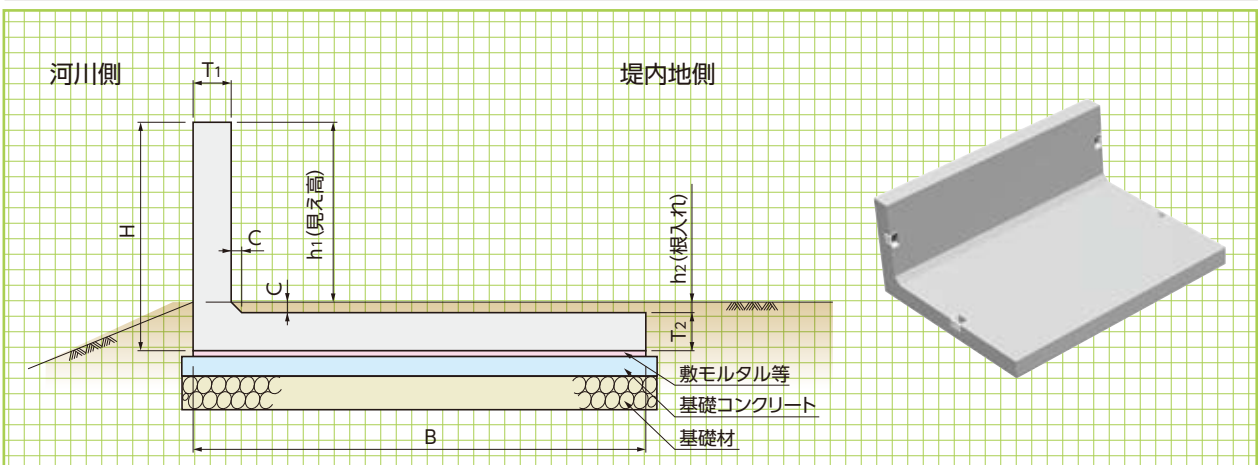 河川側
T1
堤内地側
H
h1(見え高)
C
C
h2(根入れ)
T2
敷モルタル等
基礎コンクリート
基礎材
B